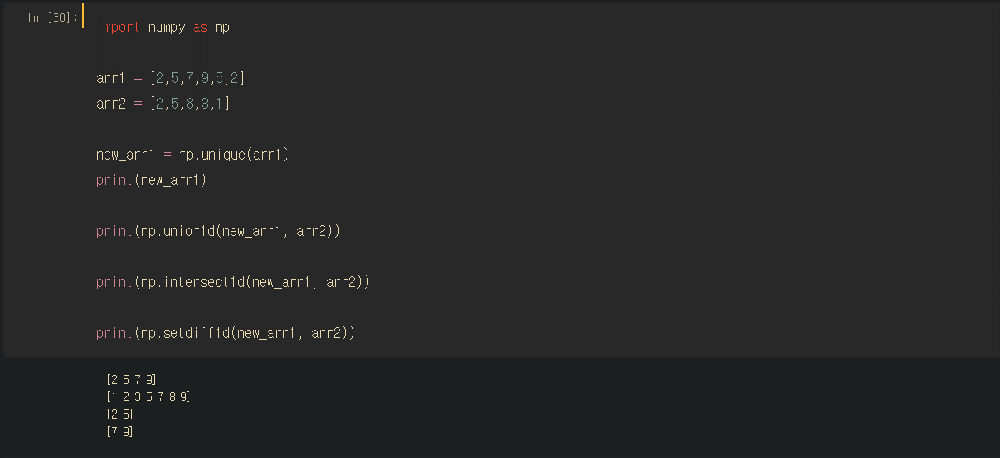 In [30]:
import numpy as np
arr1 = [2,5,7,9,5,2]
arr2 = [2,5,8,3,1]
new_arr1 = np.unique(arr1)
print(new_arr1)
print(np.union1d(new_arr1, arr2))
print(np.intersect1d(new_arr1, arr2))
print(np.setdiff1d(new_arr1, arr2))
[2 5 7 9]
[1 2 3 5 7 8 9]
[2 5]
[7 9]